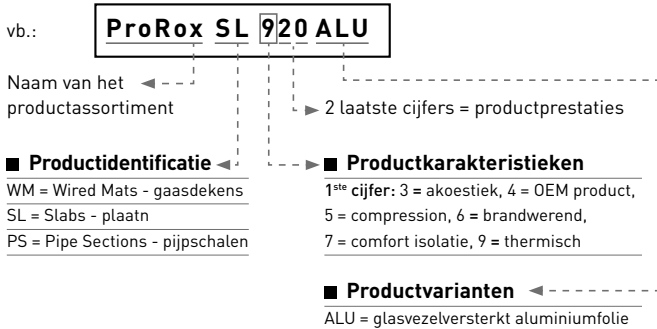 vb.: ProRox SL 920 ALU
Naam van het
productassortiment
2 laatste cijfers = productprestaties
Productidentificatie
WM = Wired Mats - gaasdekens
SL = Slabs - plaatn
PS = Pipe Sections - pijpschalen
Productkarakteristieken
1ste cijfer: 3 = akoestiek, 4 = OEM product,
5 = compression, 6 = brandwerend,
7 = comfort isolatie, 9 = thermisch
Productvarianten
ALU = glasvezelversterkt aluminiumfolie